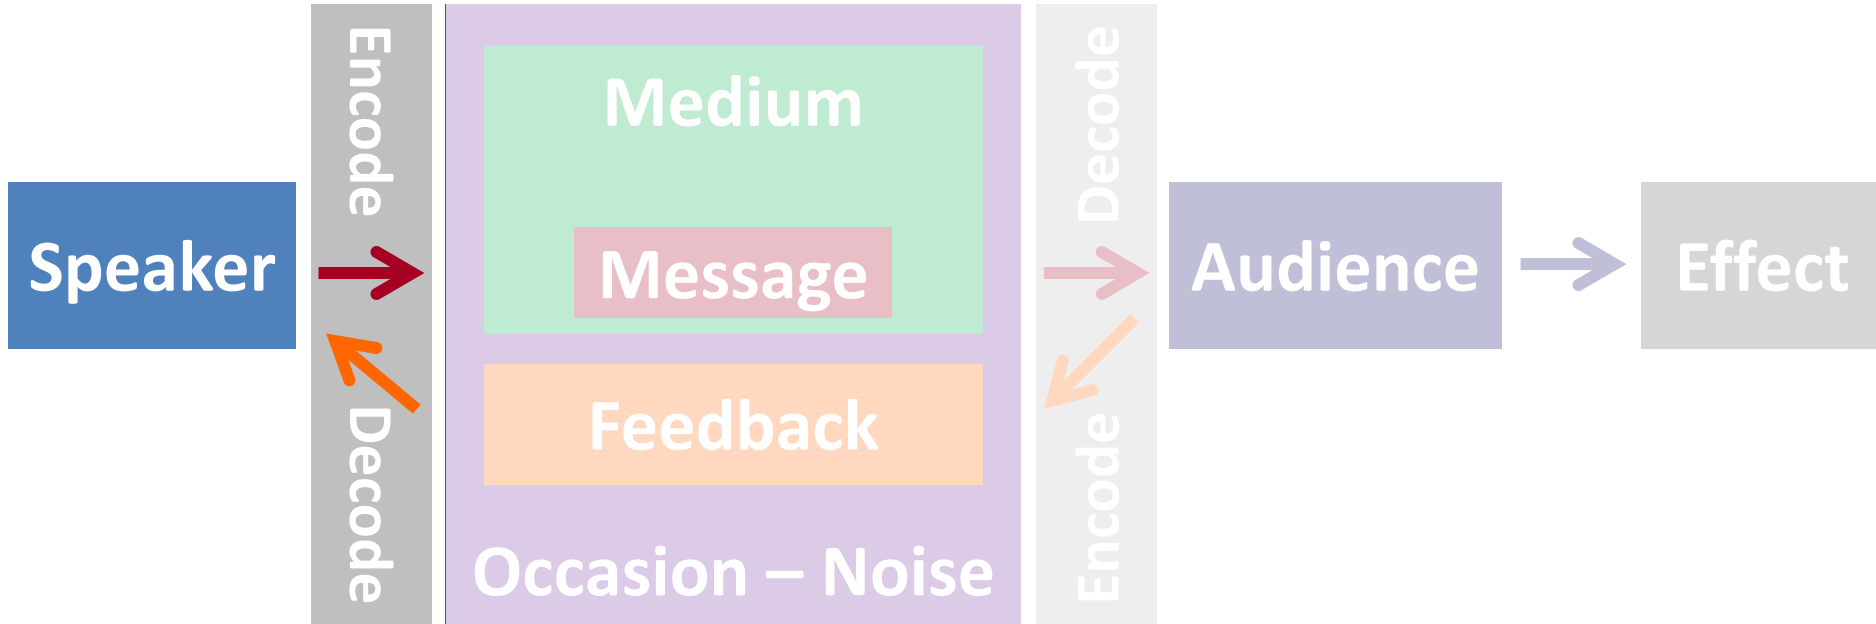 Speaker
Encode
Decode
Medium
Message
Feedback
Occasion – Noise
Decode
Encode
Audience
Effect